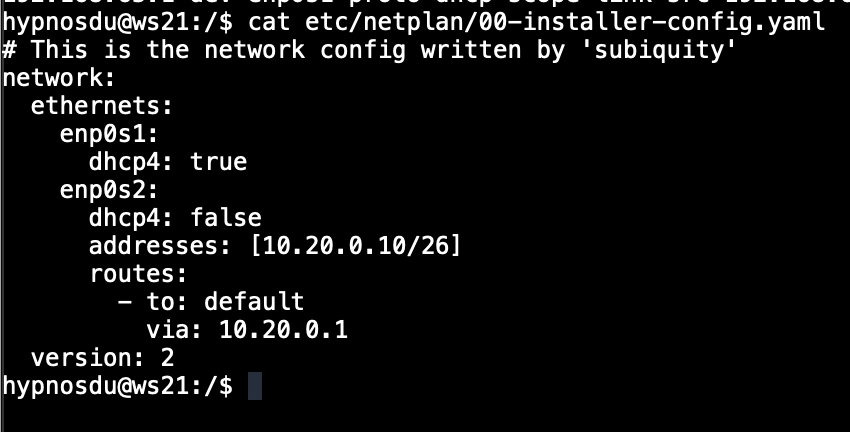 hypnosdu@ws21:/$ cat etc/netplan/00-installer-config.yaml
# This is the network config written by 'subiquity'
network:
  ethernets:
    enp0s1:
      dhcp4: true
    enp0s2:
      dhcp4: false
      addresses: [10.20.0.10/26]
      routes:
        - to: default
          via: 10.20.0.1
  version: 2
hypnosdu@ws21:/$